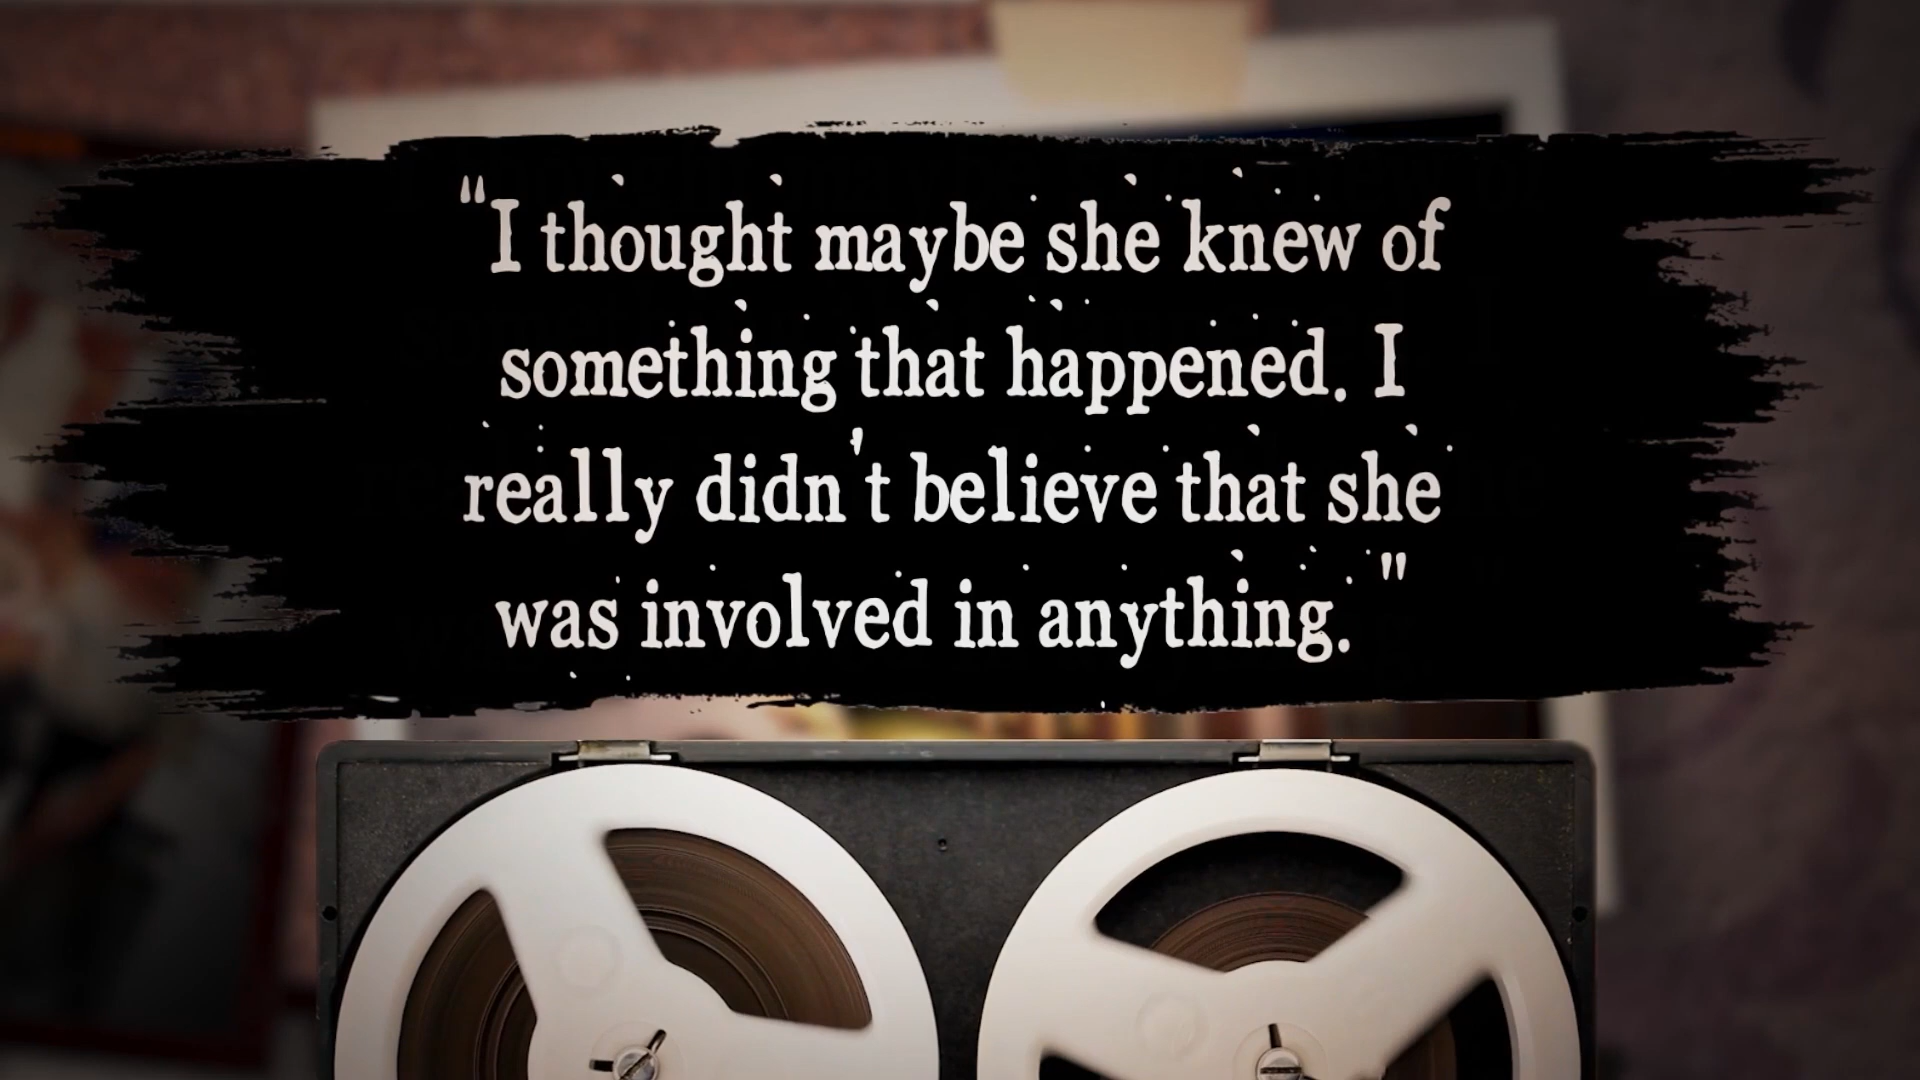 "I thought maybe she knew of
something that happened. I
really didn't believe that she
was involved in anything."